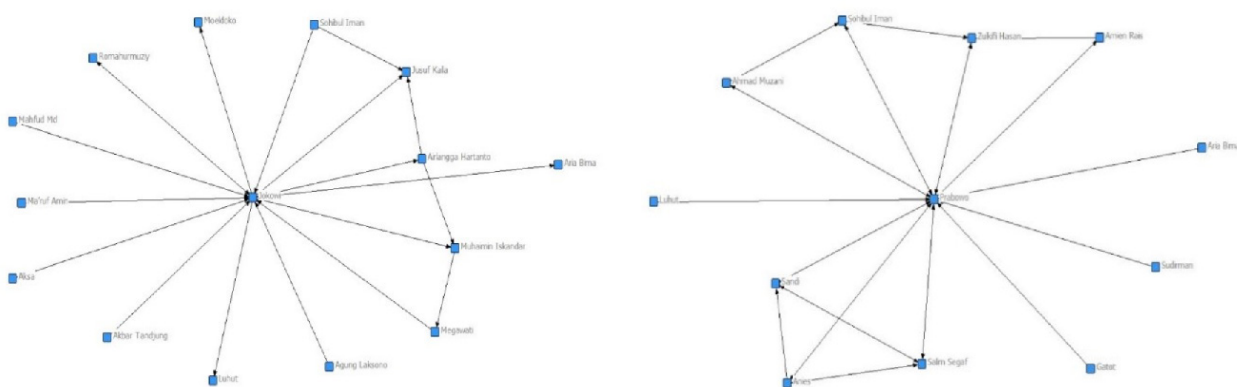 Moeldoko
Sohibul Iman
Romahurmuziy
Jusuf Kala
Mahfud Md
Airlangga Hartanto
Aria Bima
Jokowi
Ma'ruf Amin
Muhaimin Iskandar
Aksa
Megawati
Akbar Tandjung
Agung Laksono
Luhut
Sohibul Iman
Zulkifli Hasan
Amien Rais
Ahmad Muzani
Aria Bima
Luhut
Prabowo
Sudirman
Sandi
Salim Segaf
Gatot
Anies